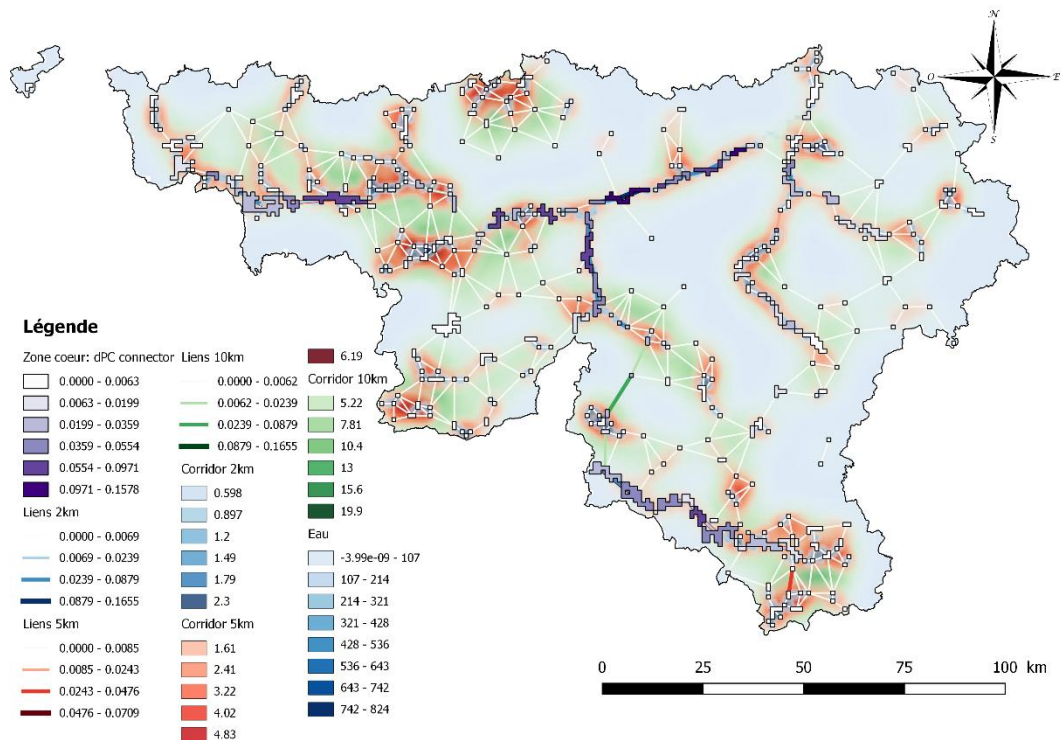 N
O
E
S
Légende
Zone coeur: dPC connector
0.0000 - 0.0063
0.0063 - 0.0199
0.0199 - 0.0359
0.0359 - 0.0554
0.0554 - 0.0971
0.0971 - 0.1578
Liens 2km
0.0000 - 0.0069
0.0069 - 0.0239
0.0239 - 0.0879
0.0879 - 0.1655
Liens 5km
0.0000 - 0.0085
0.0085 - 0.0243
0.0243 - 0.0476
0.0476 - 0.0709
Liens 10km
0.0000 - 0.0062
0.0062 - 0.0239
0.0239 - 0.0879
0.0879 - 0.1655
Corridor 2km
0.598
0.897
1.2
1.49
1.79
2.3
Corridor 5km
1.61
2.41
3.22
4.02
4.83
6.19
Corridor 10km
5.22
7.81
10.4
13
15.6
19.9
Eau
-3.99e-09 - 107
107 - 214
214 - 321
321 - 428
428 - 536
536 - 643
643 - 742
742 - 824
0 25 50 75 100 km